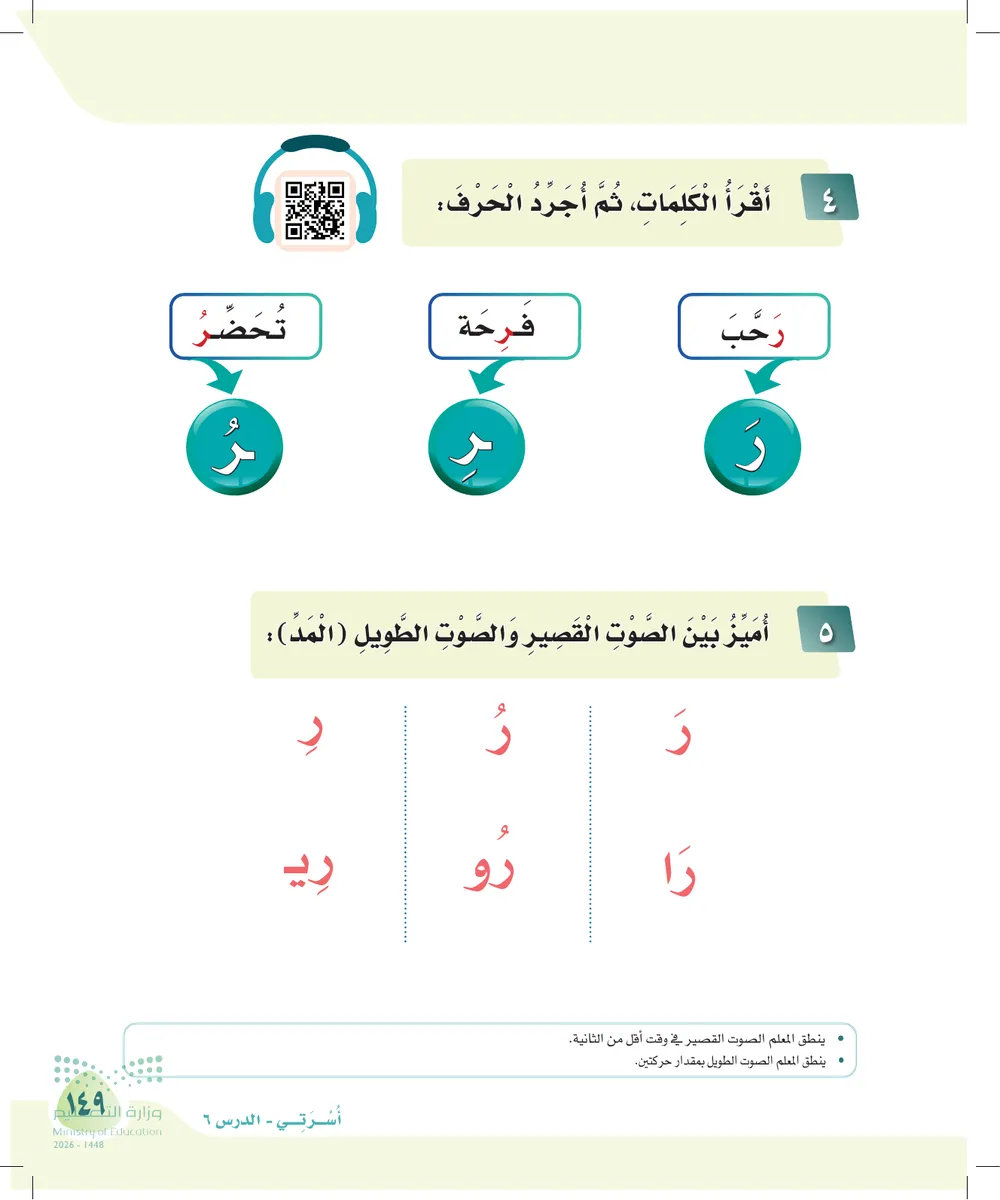 ٤
أَقْرَأُ الْكَلِمَاتِ، ثُمَّ أُجَرِّدُ الْحَرْفَ:
رَحَّبَ
فَـرِحَة
تُحَضِّـرُ
رَ
رِ
رُ
٥
أُمَيِّزُ بَيْنَ الصَّوْتِ الْقَصِيرِ وَالصَّوْتِ الطَّوِيلِ (الْمَدِّ):
رَ
رُ
رِ
رَا
رُو
رِيـ
• ينطق المعلم الصوت القصير في وقت أقل من الثانية.
• ينطق المعلم الصوت الطويل بمقدار حركتين.
أُسْـرَتِـي - الدرس ٦
١٤٩
وزارة التعليم
Ministry of Education
2026 - 1448